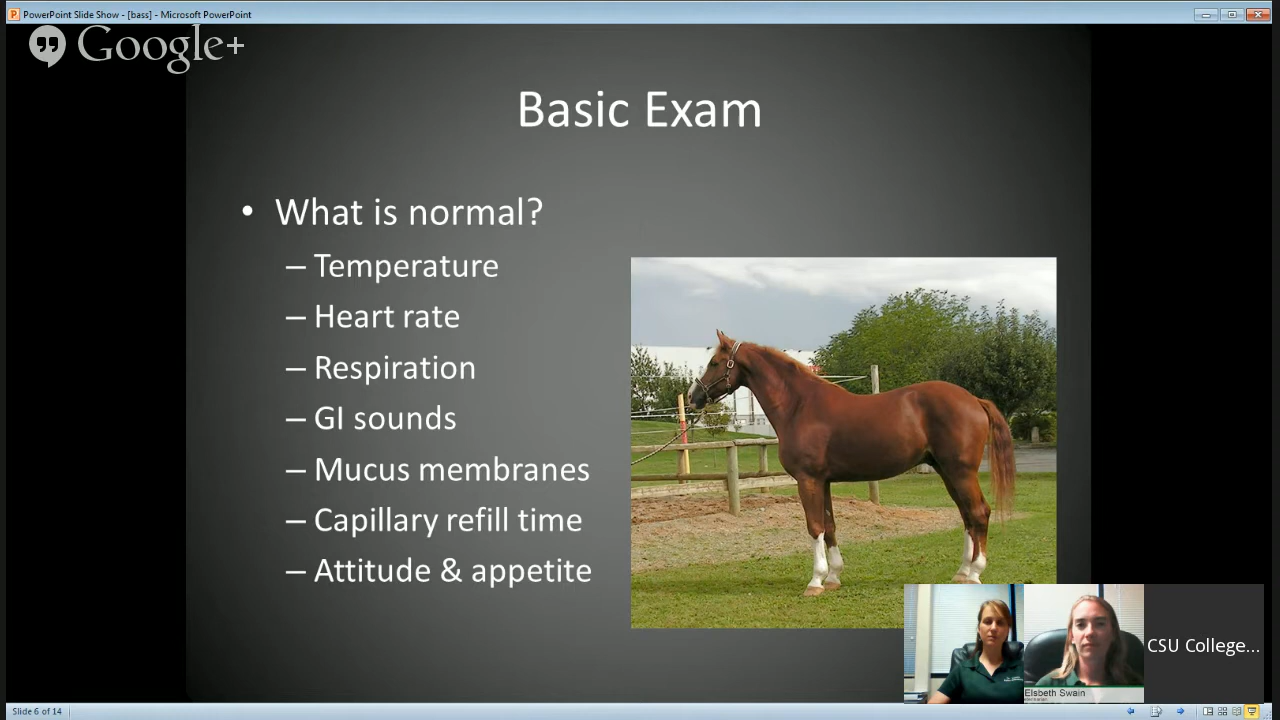 PowerPoint Slide Show - [bass] - Microsoft PowerPoint
Google+
Basic Exam
• What is normal?
– Temperature
– Heart rate
– Respiration
– GI sounds
– Mucus membranes
– Capillary refill time
– Attitude & appetite
CSU College...
Elsbeth Swain
Slide 6 of 14